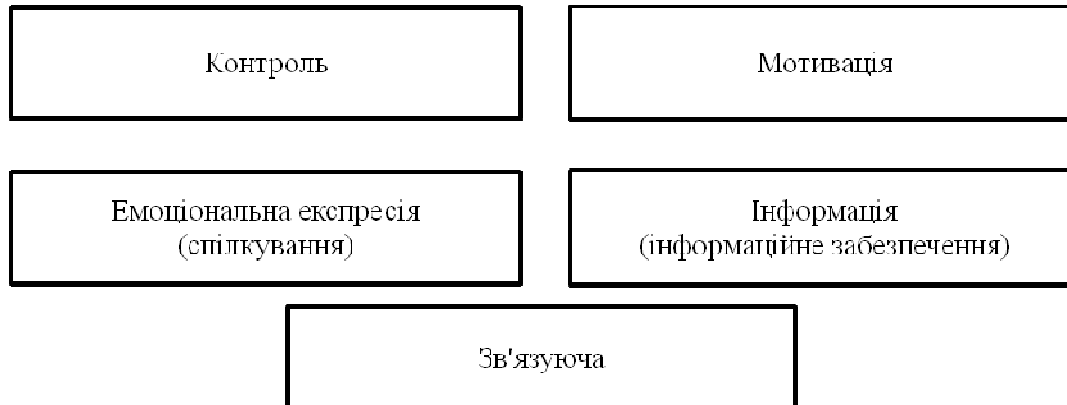 Контроль
Мотивація
Емоціональна експресія
(спілкування)
Інформація
(інформаційне забезпечення)
Зв'язуюча